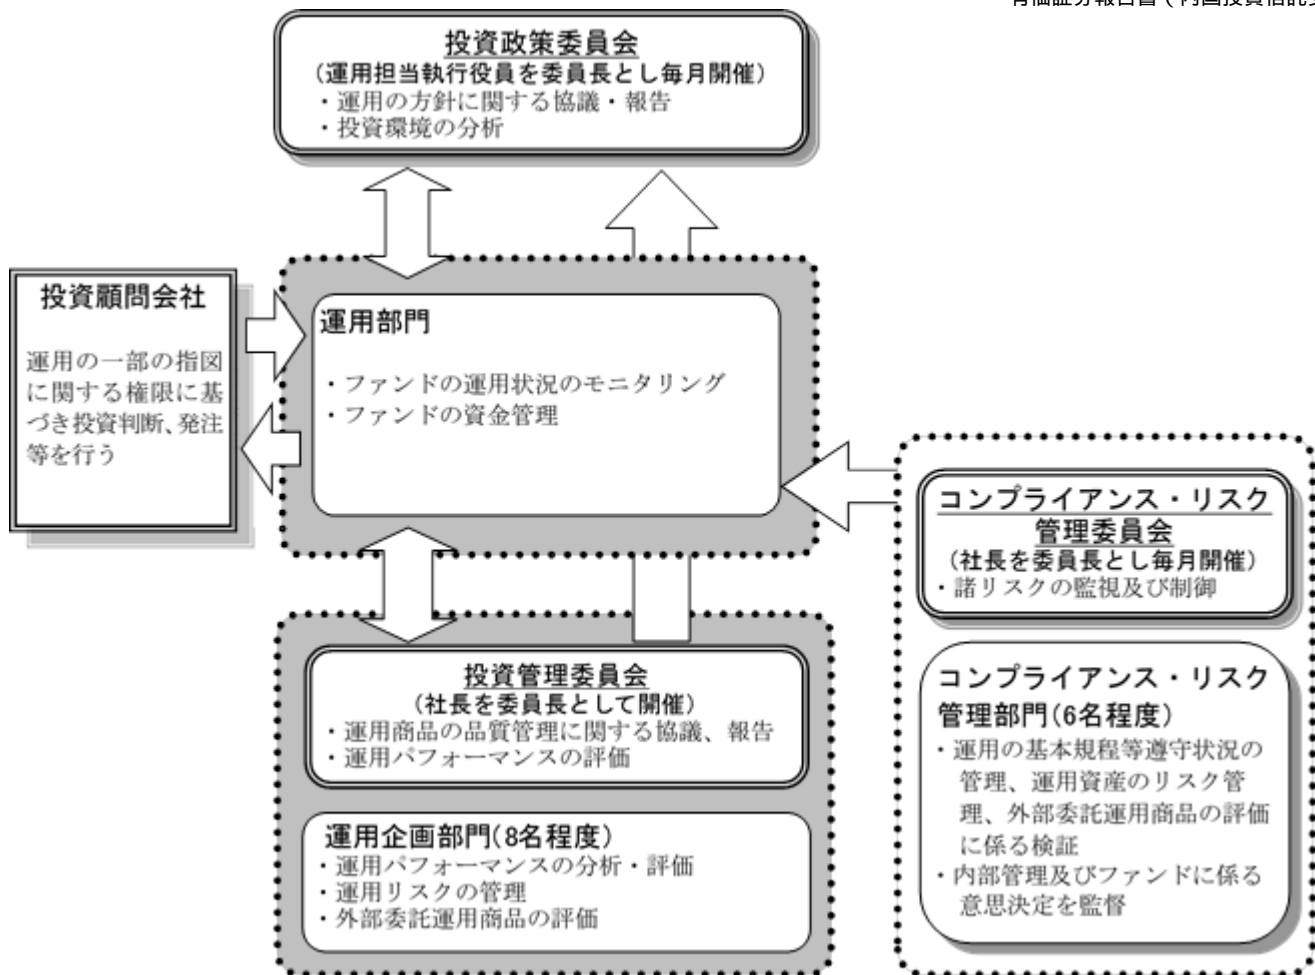 投資政策委員会
(運用担当執行役員を委員長とし毎月開催)
・運用の方針に関する協議・報告
・投資環境の分析
投資顧問会社
運用の一部の指図
に関する権限に基
づき投資判断、発注
等を行う
運用部門
・ファンドの運用状況のモニタリング
・ファンドの資金管理
コンプライアンス・リスク
管理委員会
(社長を委員長とし毎月開催)
・諸リスクの監視及び制御
投資管理委員会
(社長を委員長として開催)
・運用商品の品質管理に関する協議、報告
・運用パフォーマンスの評価
運用企画部門(8名程度)
・運用パフォーマンスの分析・評価
・運用リスクの管理
・外部委託運用商品の評価
コンプライアンス・リスク
管理部門(6名程度)
・運用の基本規程等遵守状況の
管理、運用資産のリスク管
理、外部委託運用商品の評価
に係る検証
・内部管理及びファンドに係る
意思決定を監督